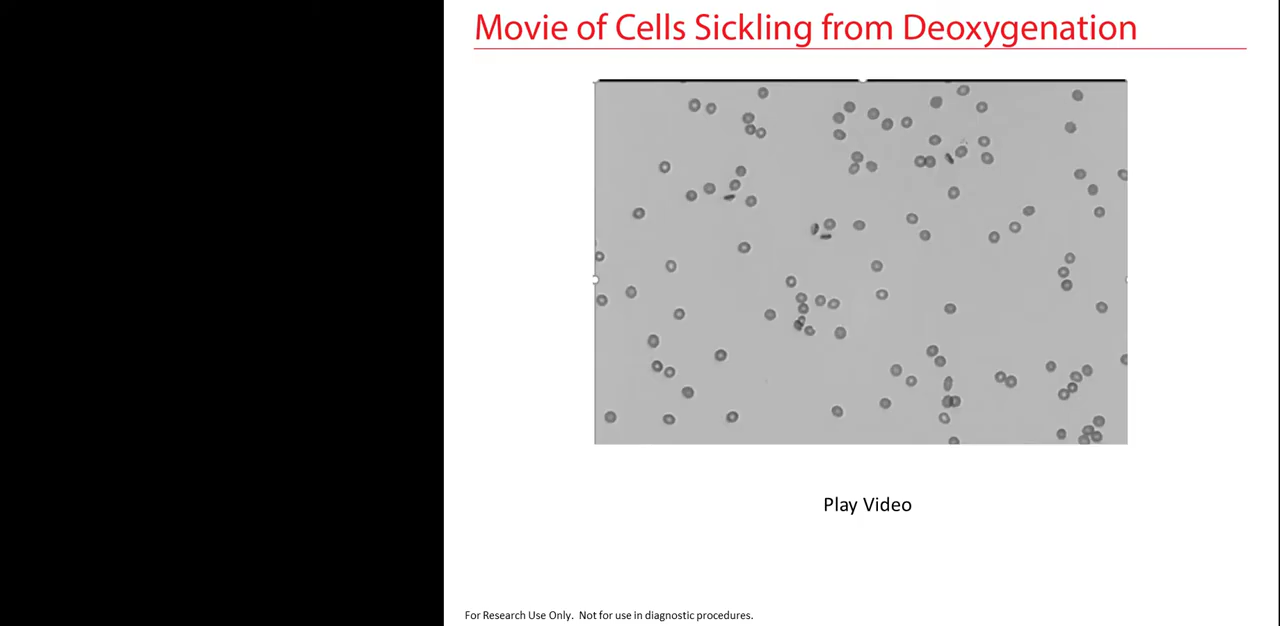 Movie of Cells Sickling from Deoxygenation
Play Video
For Research Use Only. Not for use in diagnostic procedures.